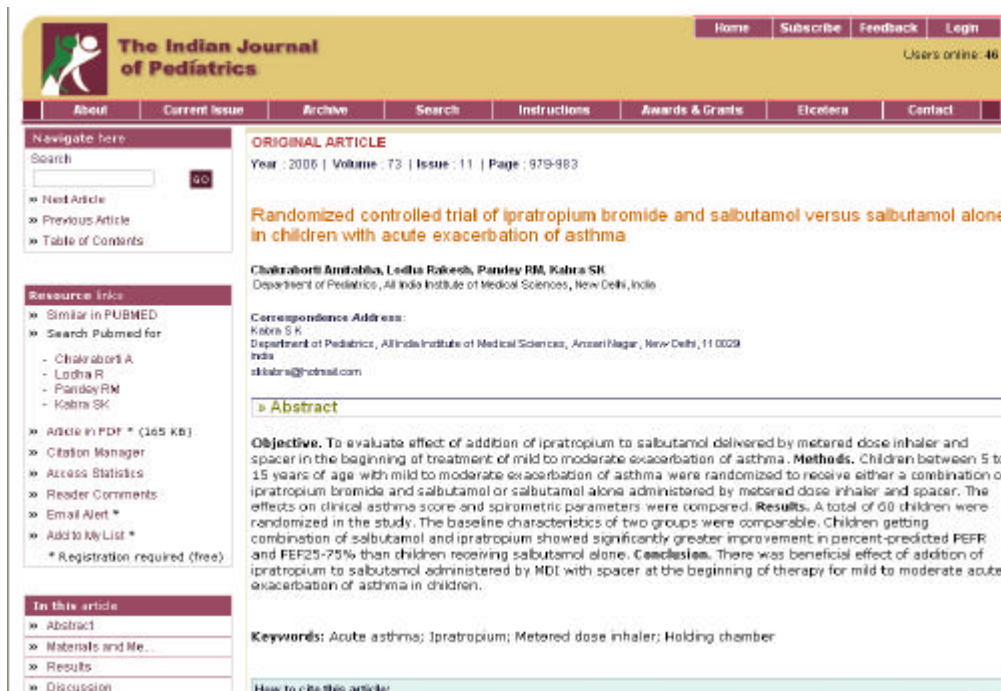 Home Subscribe Feedback Login
The Indian Journal
of Pediatrics
Users online: 46
About Current Issue Archive Search Instructions Awards & Grants Etcetera Contact
Navigate here
Search
GO
» Next Article
» Previous Article
» Table of Contents
Resource links
» Similar in PUBMED
» Search Pubmed for
- Chakraborti A
- Lodha R
- Pandey RM
- Kabra SK
» Article in PDF * (165 KB)
» Citation Manager
» Access Statistics
» Reader Comments
» Email Alert *
» Add to My List *
* Registration required (free)
In this article
» Abstract
» Materials and Me...
» Results
» Discussion
ORIGINAL ARTICLE
Year : 2006 | Volume : 73 | Issue : 11 | Page : 979-983
Randomized controlled trial of ipratropium bromide and salbutamol versus salbutamol alone
in children with acute exacerbation of asthma
Chakraborti Amitabha, Lodha Rakesh, Pandey RM, Kabra SK
Department of Pediatrics, All India Institute of Medical Sciences, New Delhi, India
Correspondence Address:
Kabra S K
Department of Pediatrics, All India Institute of Medical Sciences, Ansari Nagar, New Delhi, 110029
India
skkabra@hotmail.com
» Abstract
Objective. To evaluate effect of addition of ipratropium to salbutamol delivered by metered dose inhaler and
spacer in the beginning of treatment of mild to moderate exacerbation of asthma. Methods. Children between 5 to
15 years of age with mild to moderate exacerbation of asthma were randomized to receive either a combination
ipratropium bromide and salbutamol or salbutamol alone administered by metered dose inhaler and spacer. The
effects on clinical asthma score and spirometric parameters were compared. Results. A total of 60 children were
randomized in the study. The baseline characteristics of two groups were comparable. Children getting
combination of salbutamol and ipratropium showed significantly greater improvement in percent-predicted PEFR
and FEF25-75% than children receiving salbutamol alone. Conclusion. There was beneficial effect of addition of
ipratropium to salbutamol administered by MDI with spacer at the beginning of therapy for mild to moderate acute
exacerbation of asthma in children.
Keywords: Acute asthma; Ipratropium; Metered dose inhaler; Holding chamber
How to cite this article: